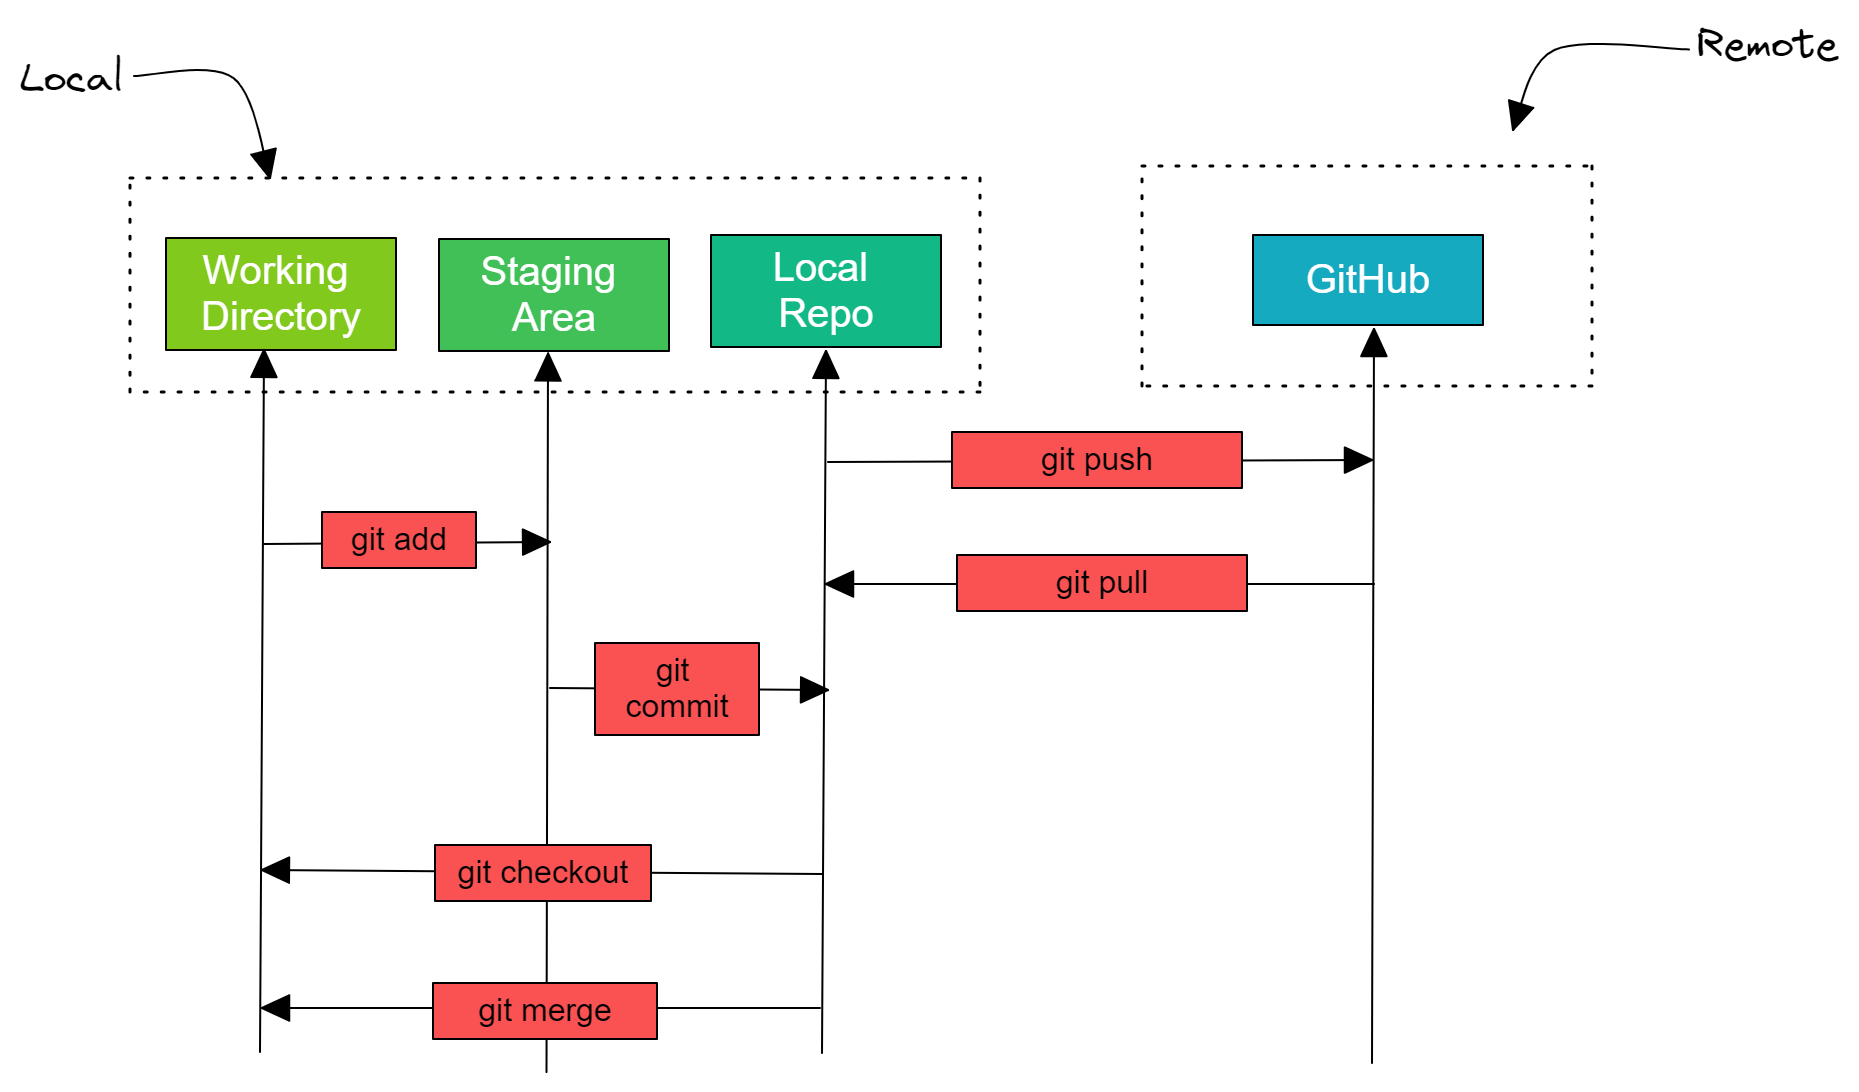 Local
Remote
Working
Directory
Staging
Area
Local
Repo
GitHub
git push
git add
git pull
git
commit
git checkout
git merge